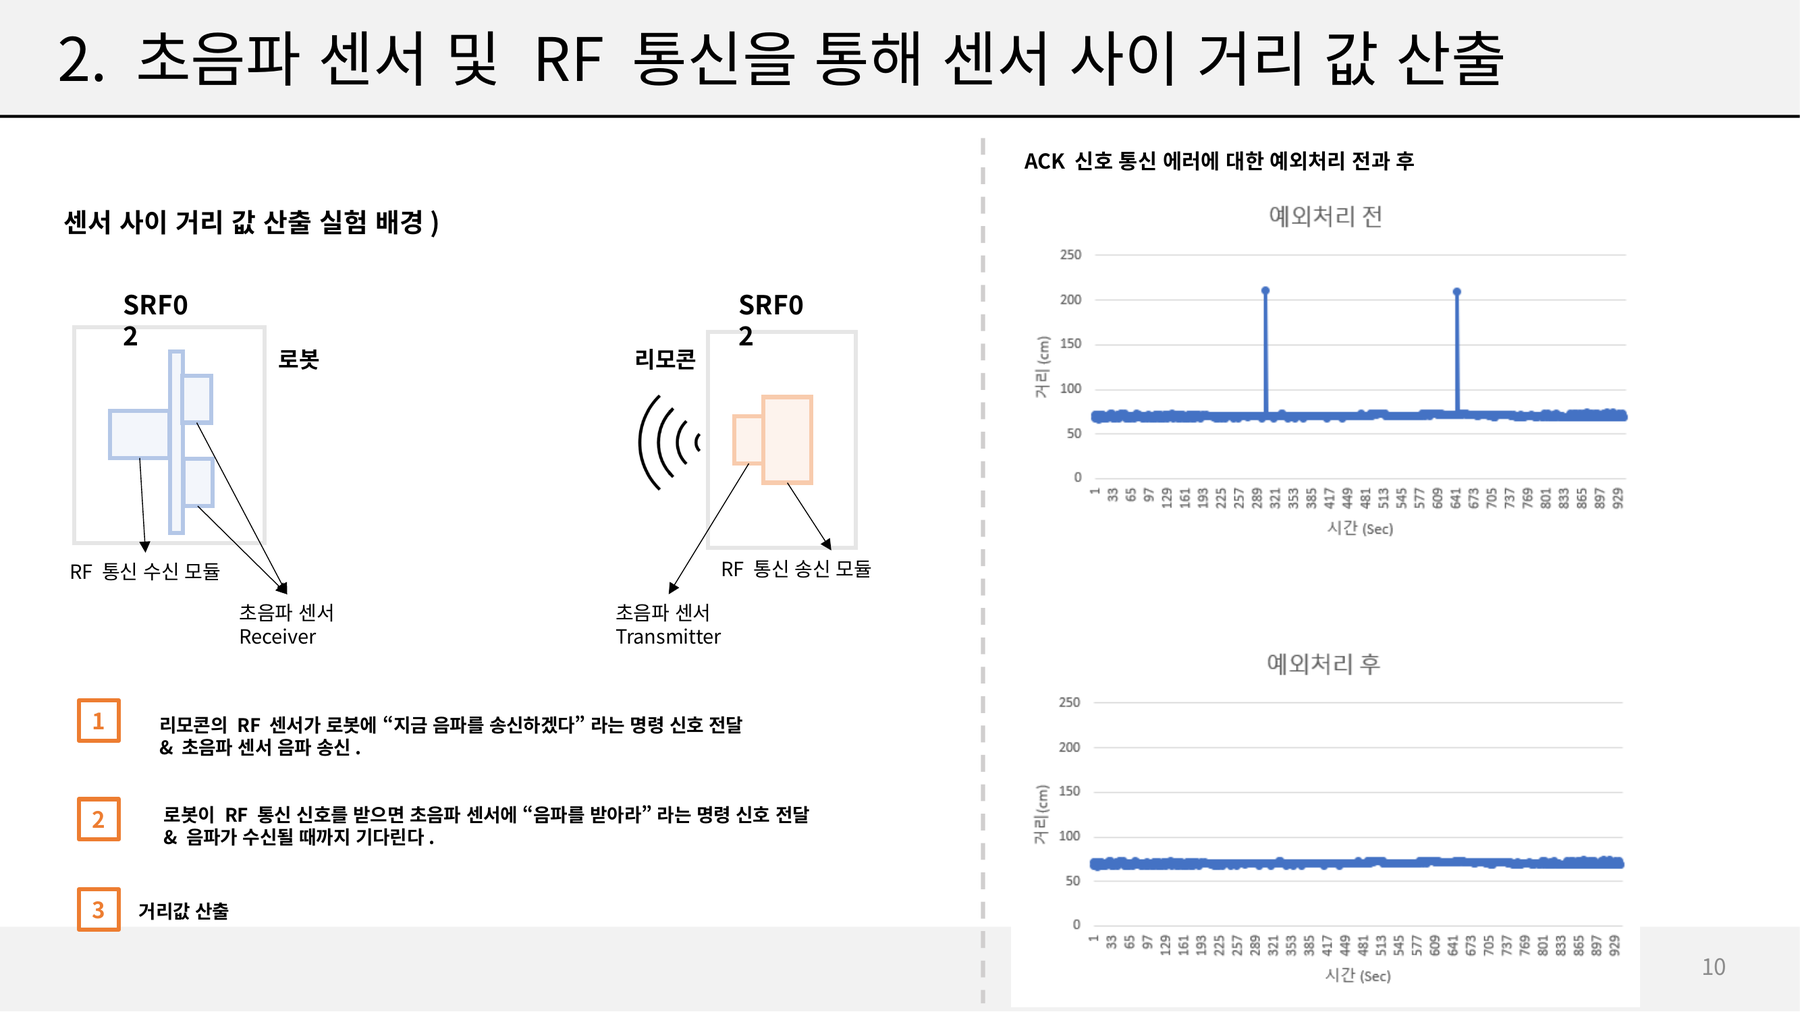 2. 초음파 센서 및 RF 통신을 통해 센서 사이 거리 값 산출
센서 사이 거리 값 산출 실험 배경 )
SRF0
2
로봇
RF 통신 수신 모듈
초음파 센서
Receiver
SRF0
2
리모콘
RF 통신 송신 모듈
초음파 센서
Transmitter
1
리모콘의 RF 센서가 로봇에 “지금 음파를 송신하겠다” 라는 명령 신호 전달
& 초음파 센서 음파 송신 .
2
로봇이 RF 통신 신호를 받으면 초음파 센서에 “음파를 받아라” 라는 명령 신호 전달
& 음파가 수신될 때까지 기다린다 .
3
거리값 산출
ACK 신호 통신 에러에 대한 예외처리 전과 후
예외처리 전
250
200
150
100
50
0
거리 (cm)
1 33 65 97 129 161 193 225 257 289 321 353 385 417 449 481 513 545 577 609 641 673 705 737 769 801 833 865 897 929
시간 (Sec)
예외처리 후
250
200
150
100
50
0
거리(cm)
1 33 65 97 129 161 193 225 257 289 321 353 385 417 449 481 513 545 577 609 641 673 705 737 769 801 833 865 897 929
시간 (Sec)
10